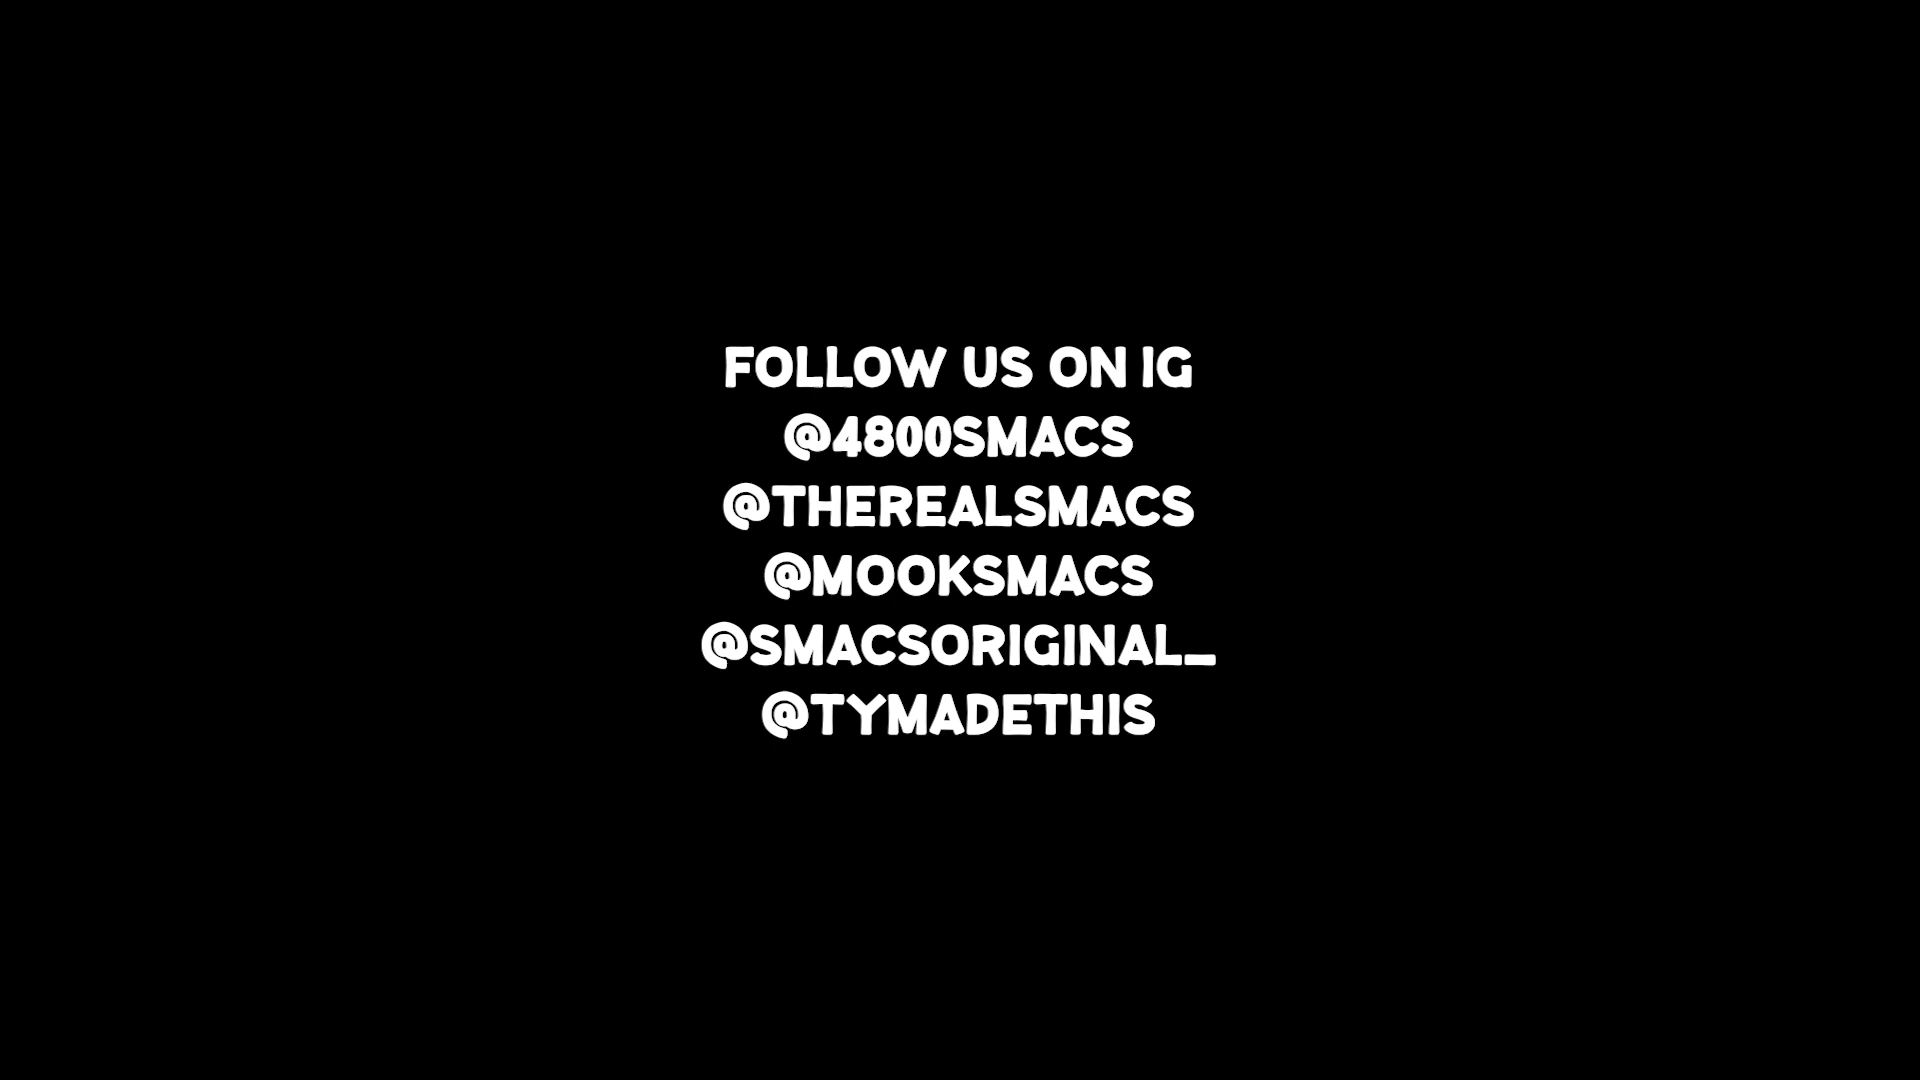 FOLLOW US ON IG
@4800SMACS
@THEREALSMACS
@MOOKSMACS
@SMACSORIGINAL_
@TYMADETHIS